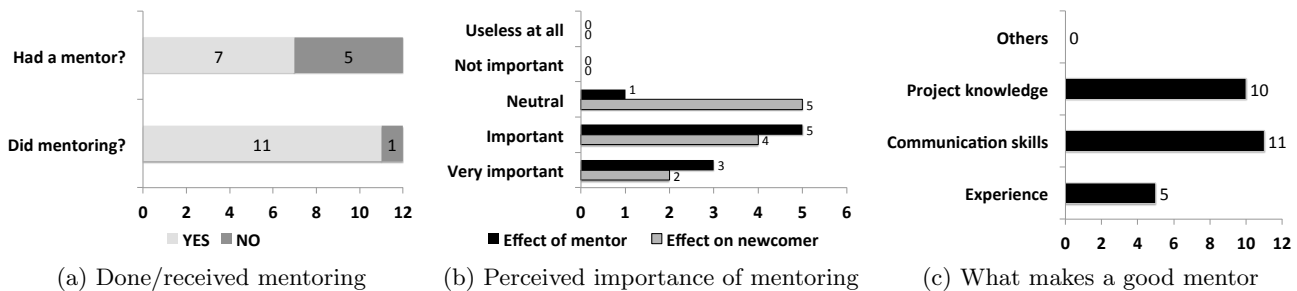 Had a mentor?
7
5
Did mentoring?
11
1
0 2 4 6 8 10 12
YES NO
(a) Done/received mentoring
Useless at all
0
0
Not important
0
0
Neutral
1
5
Important
5
4
Very important
3
2
0 1 2 3 4 5 6
Effect of mentor Effect on newcomer
(b) Perceived importance of mentoring
Others
0
Project knowledge
10
Communication skills
11
Experience
5
0 2 4 6 8 10 12
(c) What makes a good mentor